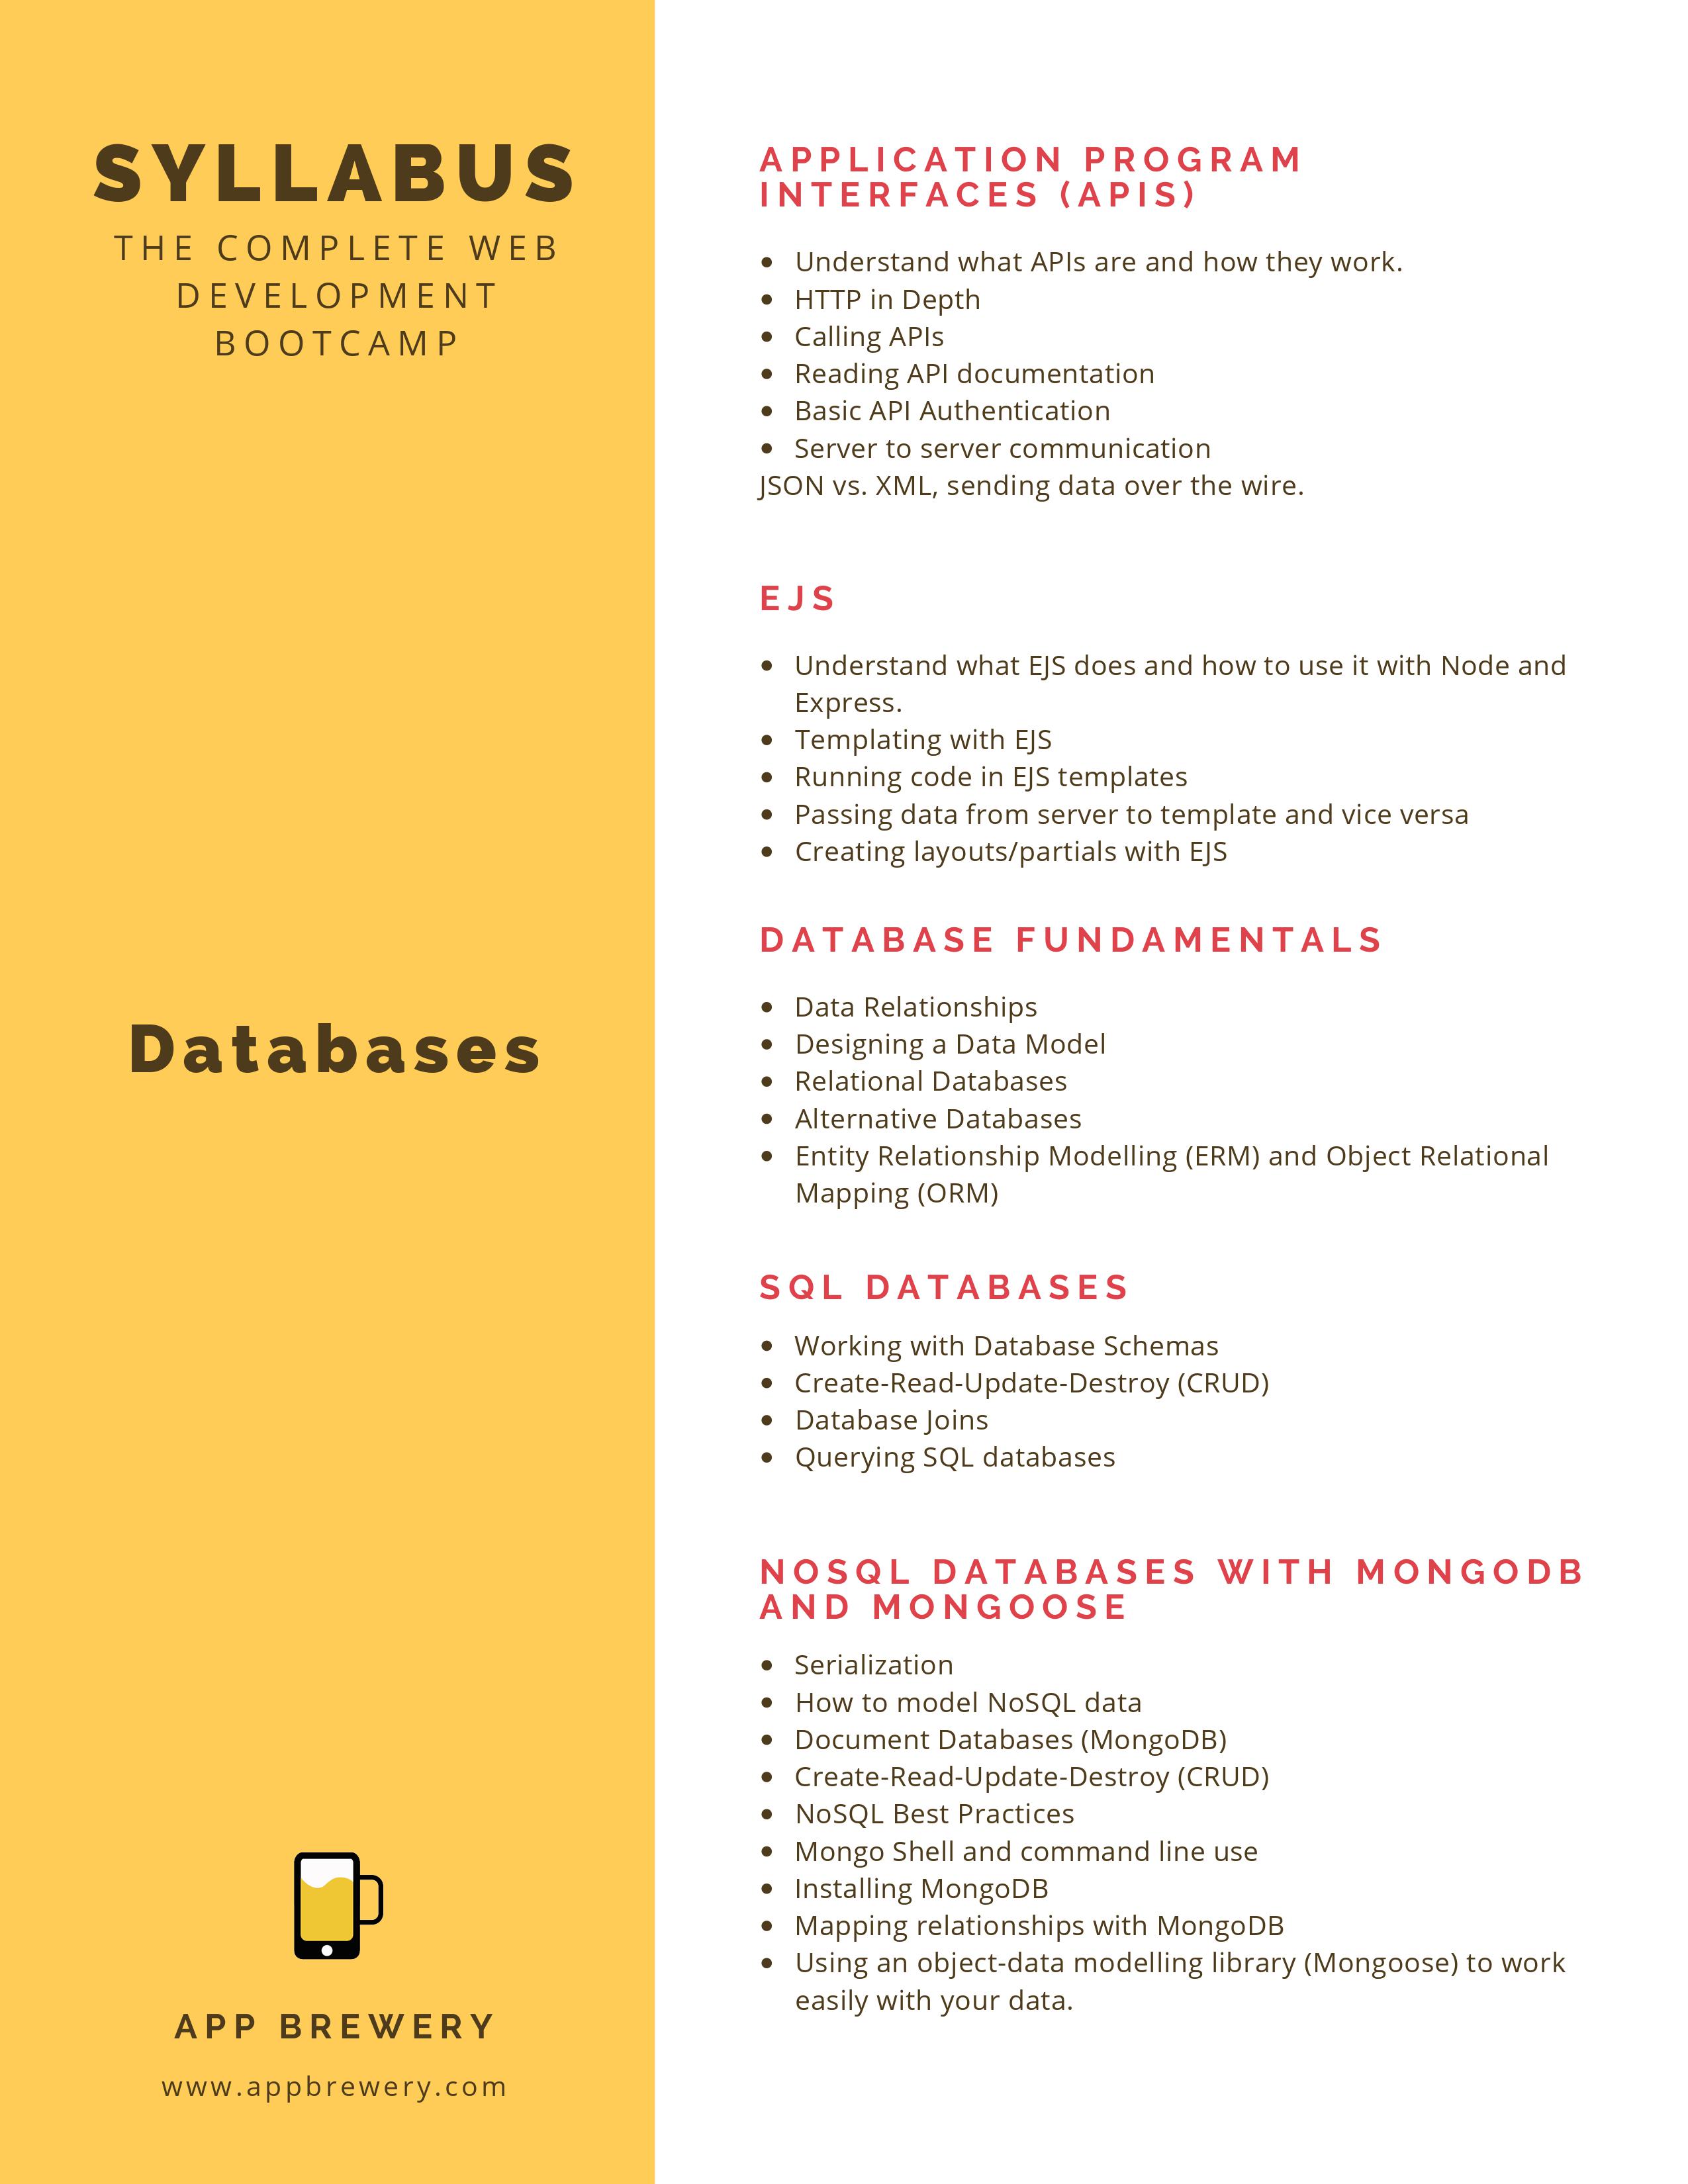 SYLLABUS
THE COMPLETE WEB
DEVELOPMENT
BOOTCAMP
Databases
APP BREWERY
www.appbrewery.com
APPLICATION PROGRAM
INTERFACES (APIS)
• Understand what APIs are and how they work.
• HTTP in Depth
• Calling APIs
• Reading API documentation
• Basic API Authentication
• Server to server communication
JSON vs. XML, sending data over the wire.
EJS
• Understand what EJS does and how to use it with Node and
Express.
• Templating with EJS
• Running code in EJS templates
• Passing data from server to template and vice versa
• Creating layouts/partials with EJS
DATABASE FUNDAMENTALS
• Data Relationships
• Designing a Data Model
• Relational Databases
• Alternative Databases
• Entity Relationship Modelling (ERM) and Object Relational
Mapping (ORM)
SQL DATABASES
• Working with Database Schemas
• Create-Read-Update-Destroy (CRUD)
• Database Joins
• Querying SQL databases
NOSQL DATABASES WITH MONGODB
AND MONGOOSE
• Serialization
• How to model NoSQL data
• Document Databases (MongoDB)
• Create-Read-Update-Destroy (CRUD)
• NoSQL Best Practices
• Mongo Shell and command line use
• Installing MongoDB
• Mapping relationships with MongoDB
• Using an object-data modelling library (Mongoose) to work
easily with your data.